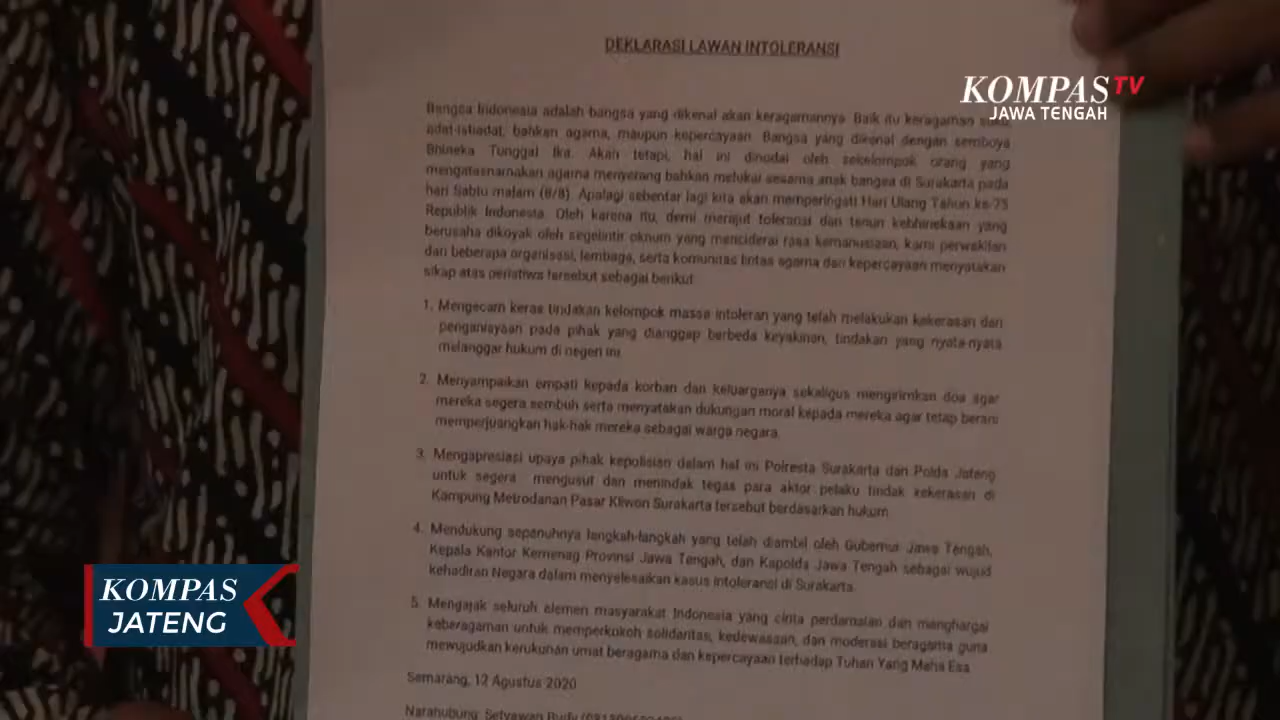 DEKLARASI LAWAN INTOLERANSI
KOMPAS TV
JAWA TENGAH
Bangsa Indonesia adalah bangsa yang dikenal akan keragamannya. Baik itu keragaman
adat-istiadat, bahkan agama, maupun kepercayaan. Bangsa yang dikenal dengan semboya
Bhineka Tunggal Ika. Akan tetapi, hal ini dinodai oleh sekelompok orang yang
mengatasnamakan agama menyerang bahkan melukai sesama anak bangsa di Surakarta pada
hari Sabtu malam (8/8). Apalagi sebentar lagi kita akan memperingati Hari Ulang Tahun ke-75
Republik Indonesia. Oleh karena itu, demi merajut toleransi dan tenun kebhinekaan yang
berusaha dikoyak oleh segelintir oknum yang menciderai rasa kemanusiaan, kami perwakilan
dari beberapa organisasi, lembaga, serta komunitas lintas agama dan kepercayaan menyatakan
sikap atas peristiwa tersebut sebagai berikut:
1. Mengecam keras tindakan kelompok massa intoleran yang telah melakukan kekerasan dan
penganiayaan pada pihak yang dianggap berbeda keyakinan, tindakan yang nyata-nyata
melanggar hukum di negeri ini.
2. Menyampaikan empati kepada korban dan keluarganya sekaligus mengirimkan doa agar
mereka segera sembuh serta menyatakan dukungan moral kepada mereka agar tetap berani
memperjuangkan hak-hak mereka sebagai warga negara.
3. Mengapresiasi upaya pihak kepolisian dalam hal ini Polresta Surakarta dan Polda Jateng
untuk segera mengusut dan menindak tegas para aktor pelaku tindak kekerasan di
Kampung Metrodanan Pasar Kliwon Surakarta tersebut berdasarkan hukum.
4. Mendukung sepenuhnya langkah-langkah yang telah diambil oleh Gubernur Jawa Tengah,
Kepala Kantor Kemenag Provinsi Jawa Tengah, dan Kapolda Jawa Tengah sebagai wujud
kehadiran Negara dalam menyelesaikan kasus intoleransi di Surakarta.
5. Mengajak seluruh elemen masyarakat Indonesia yang cinta perdamaian dan menghargai
keberagaman untuk memperkokoh solidaritas, kedewasaan, dan moderasi beragama guna
mewujudkan kerukunan umat beragama dan kepercayaan terhadap Tuhan Yang Maha Esa.
Semarang, 12 Agustus 2020
Narahubung: Setyawan Budy
KOMPAS
JATENG